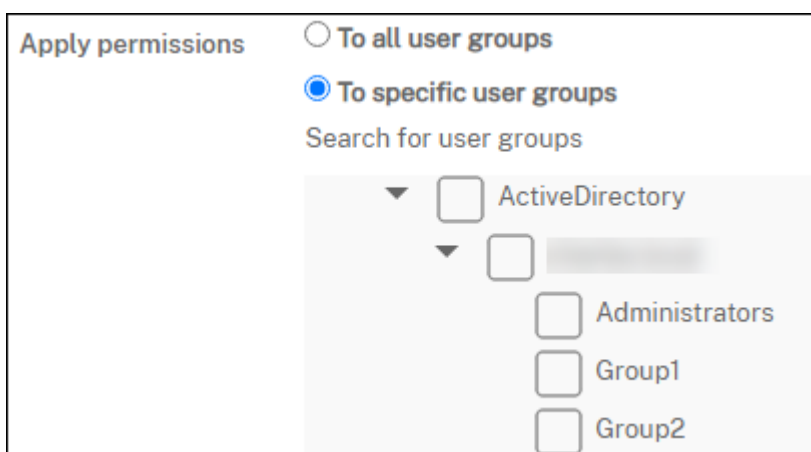 Apply permissions
To all user groups
To specific user groups
Search for user groups
ActiveDirectory
Administrators
Group1
Group2